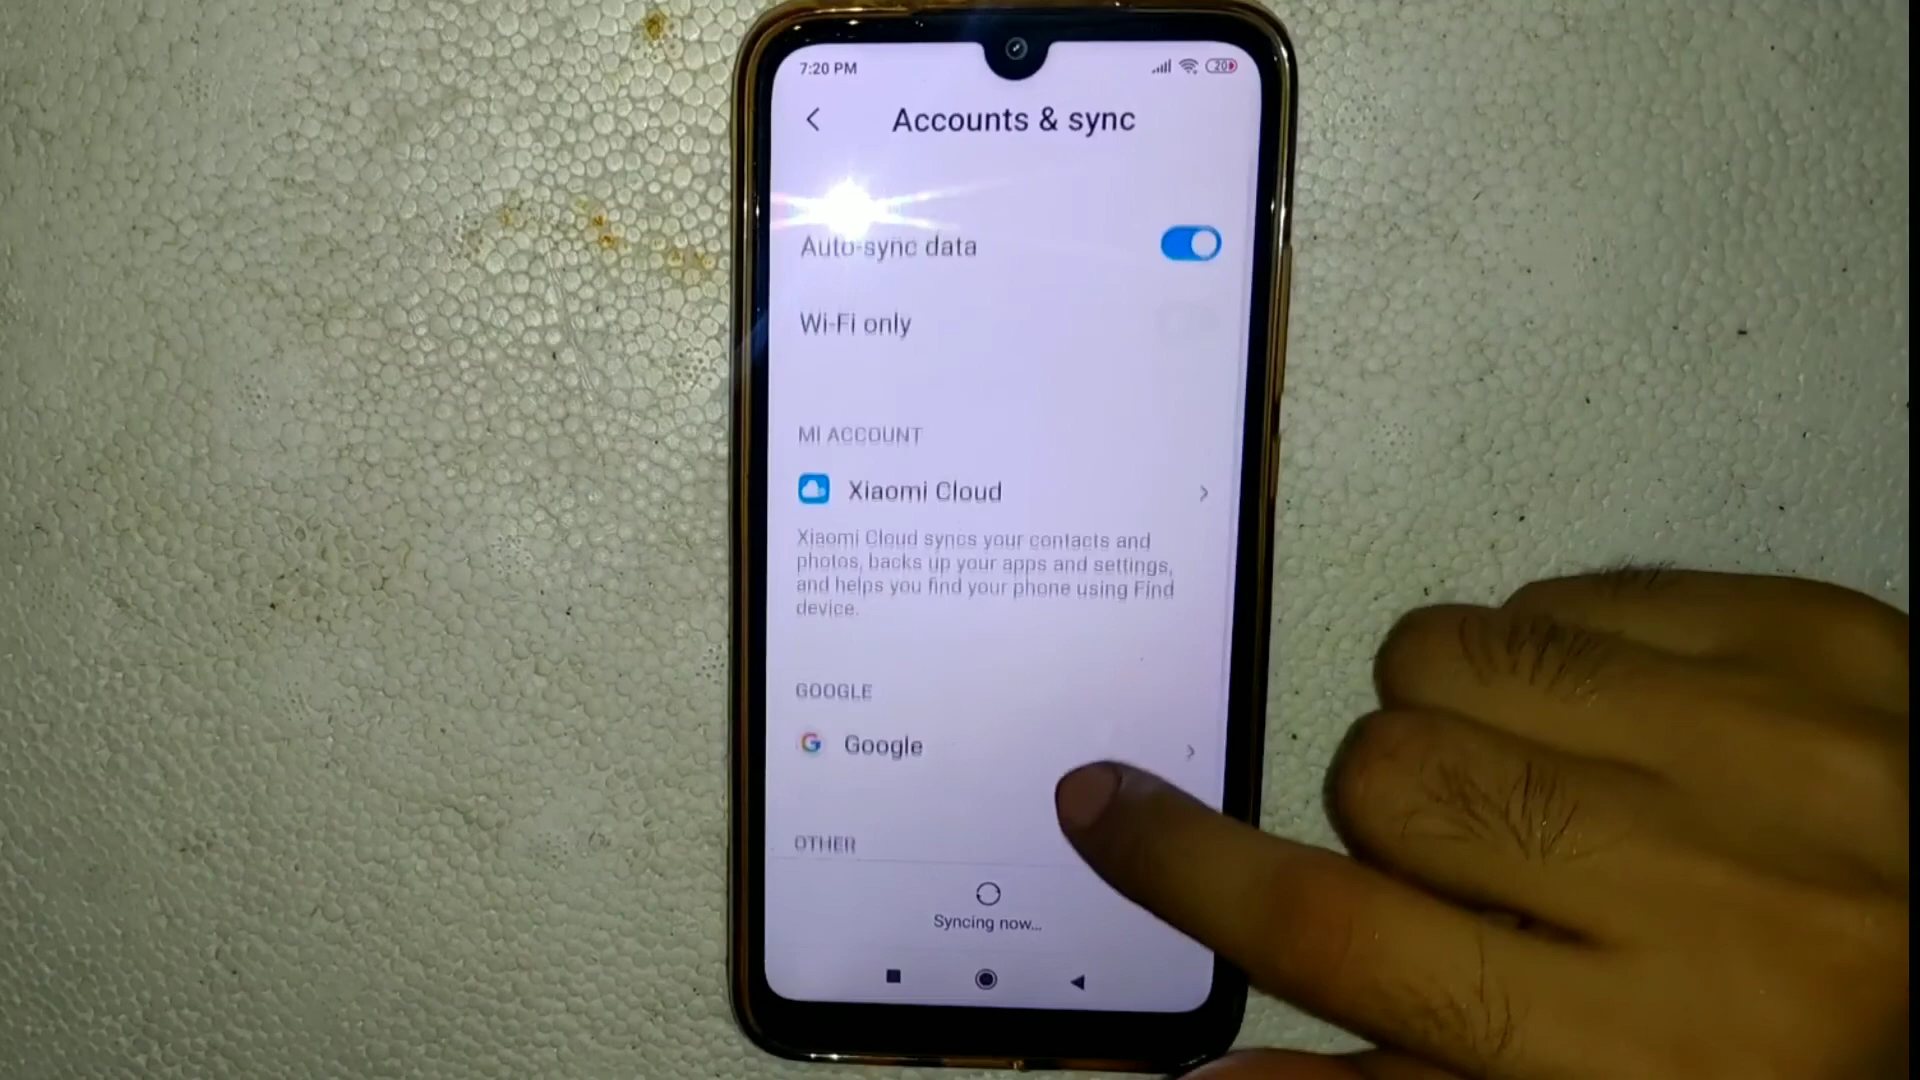 7:20 PM
20
Accounts & sync
Auto-sync data
Wi-Fi only
MI ACCOUNT
Xiaomi Cloud
Xiaomi Cloud syncs your contacts and
photos, backs up your apps and settings,
and helps you find your phone using Find
device.
GOOGLE
Google
OTHER
Syncing now...